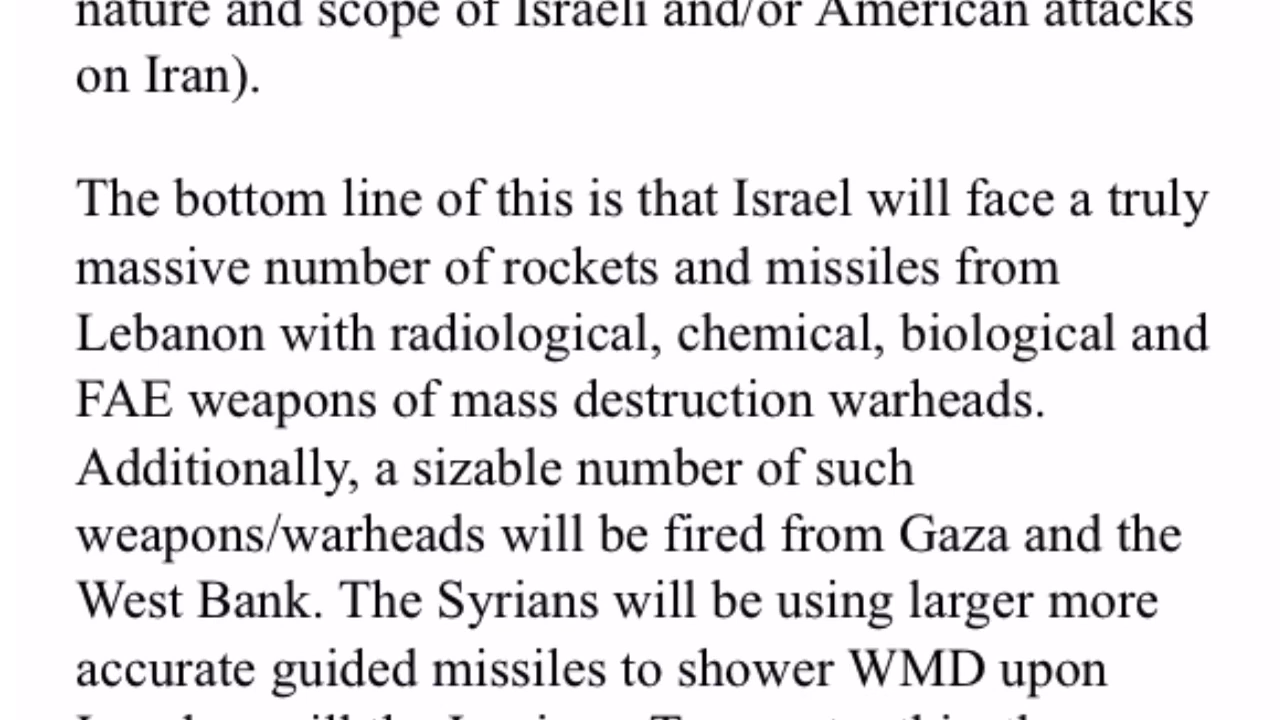 nature and scope of Israeli and/or American attacks
on Iran).
The bottom line of this is that Israel will face a truly
massive number of rockets and missiles from
Lebanon with radiological, chemical, biological and
FAE weapons of mass destruction warheads.
Additionally, a sizable number of such
weapons/warheads will be fired from Gaza and the
West Bank. The Syrians will be using larger more
accurate guided missiles to shower WMD upon